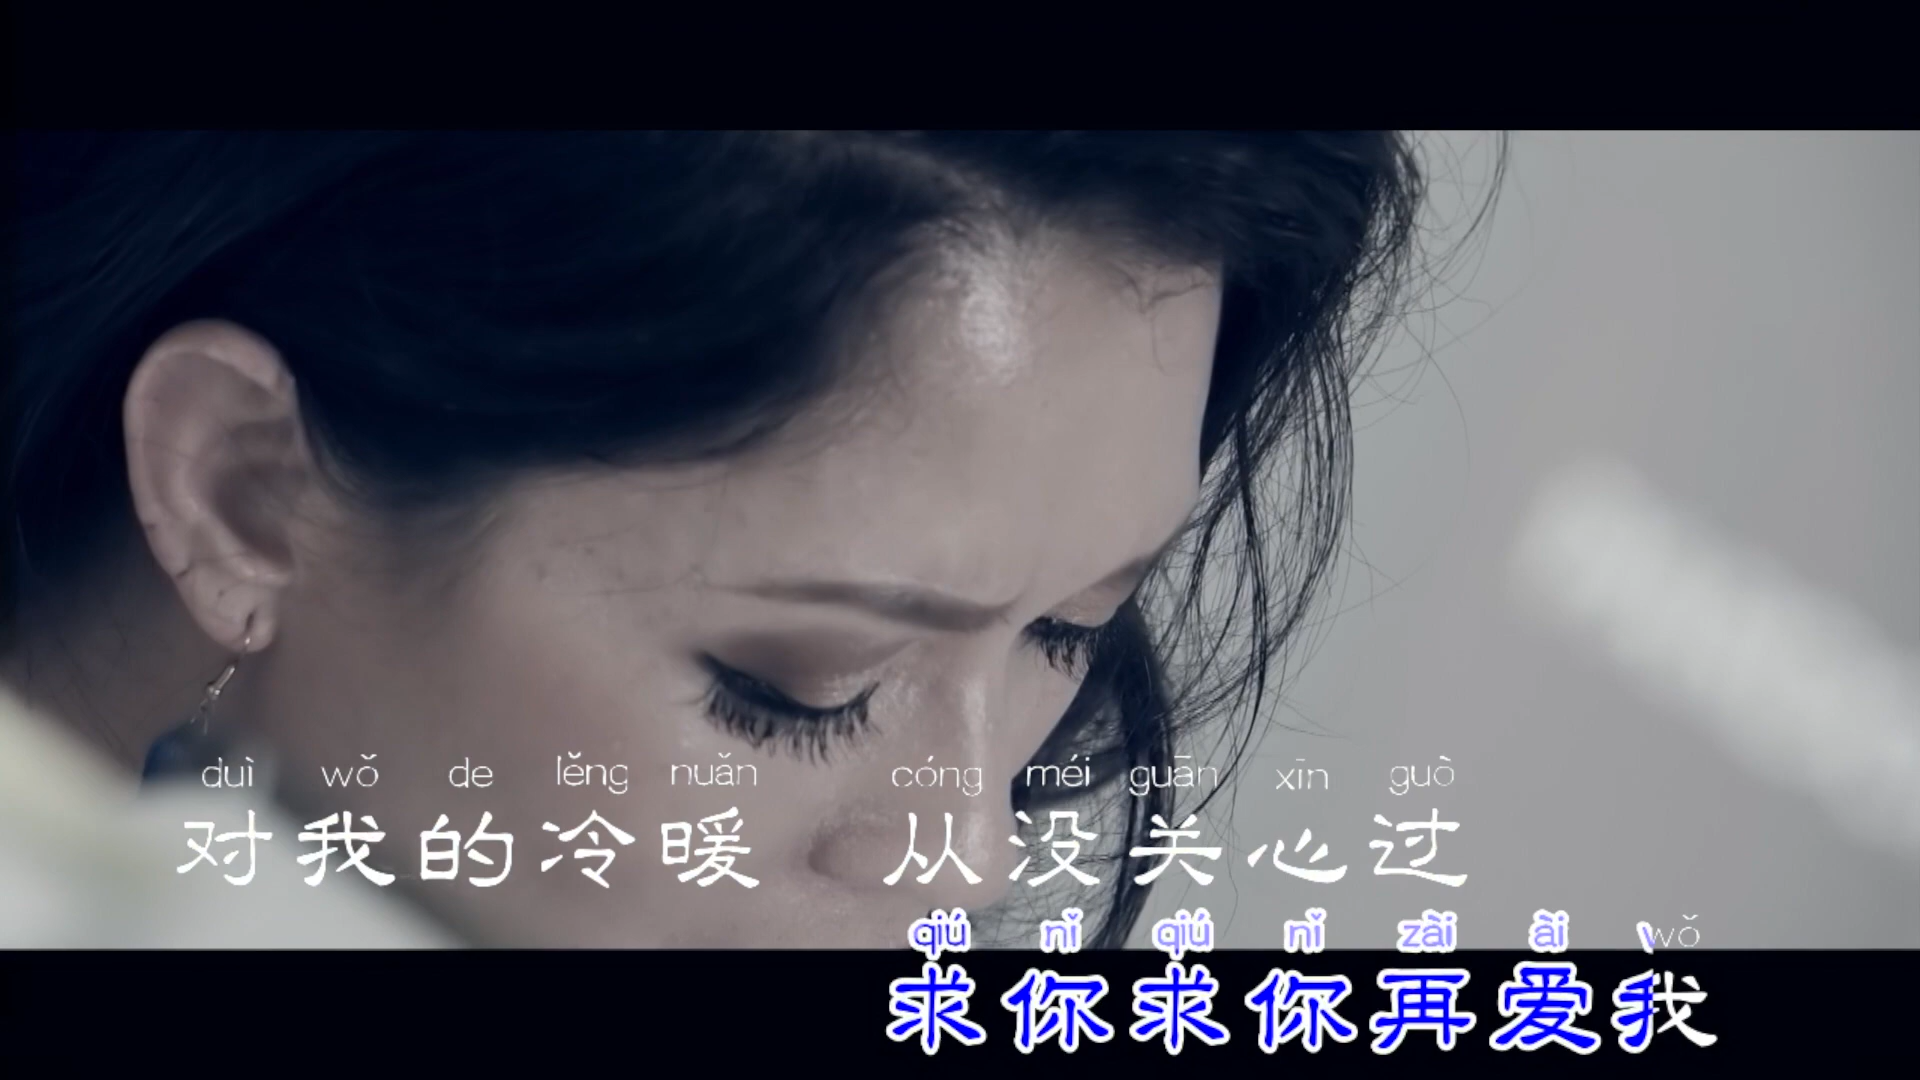 duì wǒ de lěng nuǎn cóng méi guān xīn guò
对我的冷暖 从没关心过
qiú nǐ qiú nǐ zài ài wǒ
求你求你再爱我